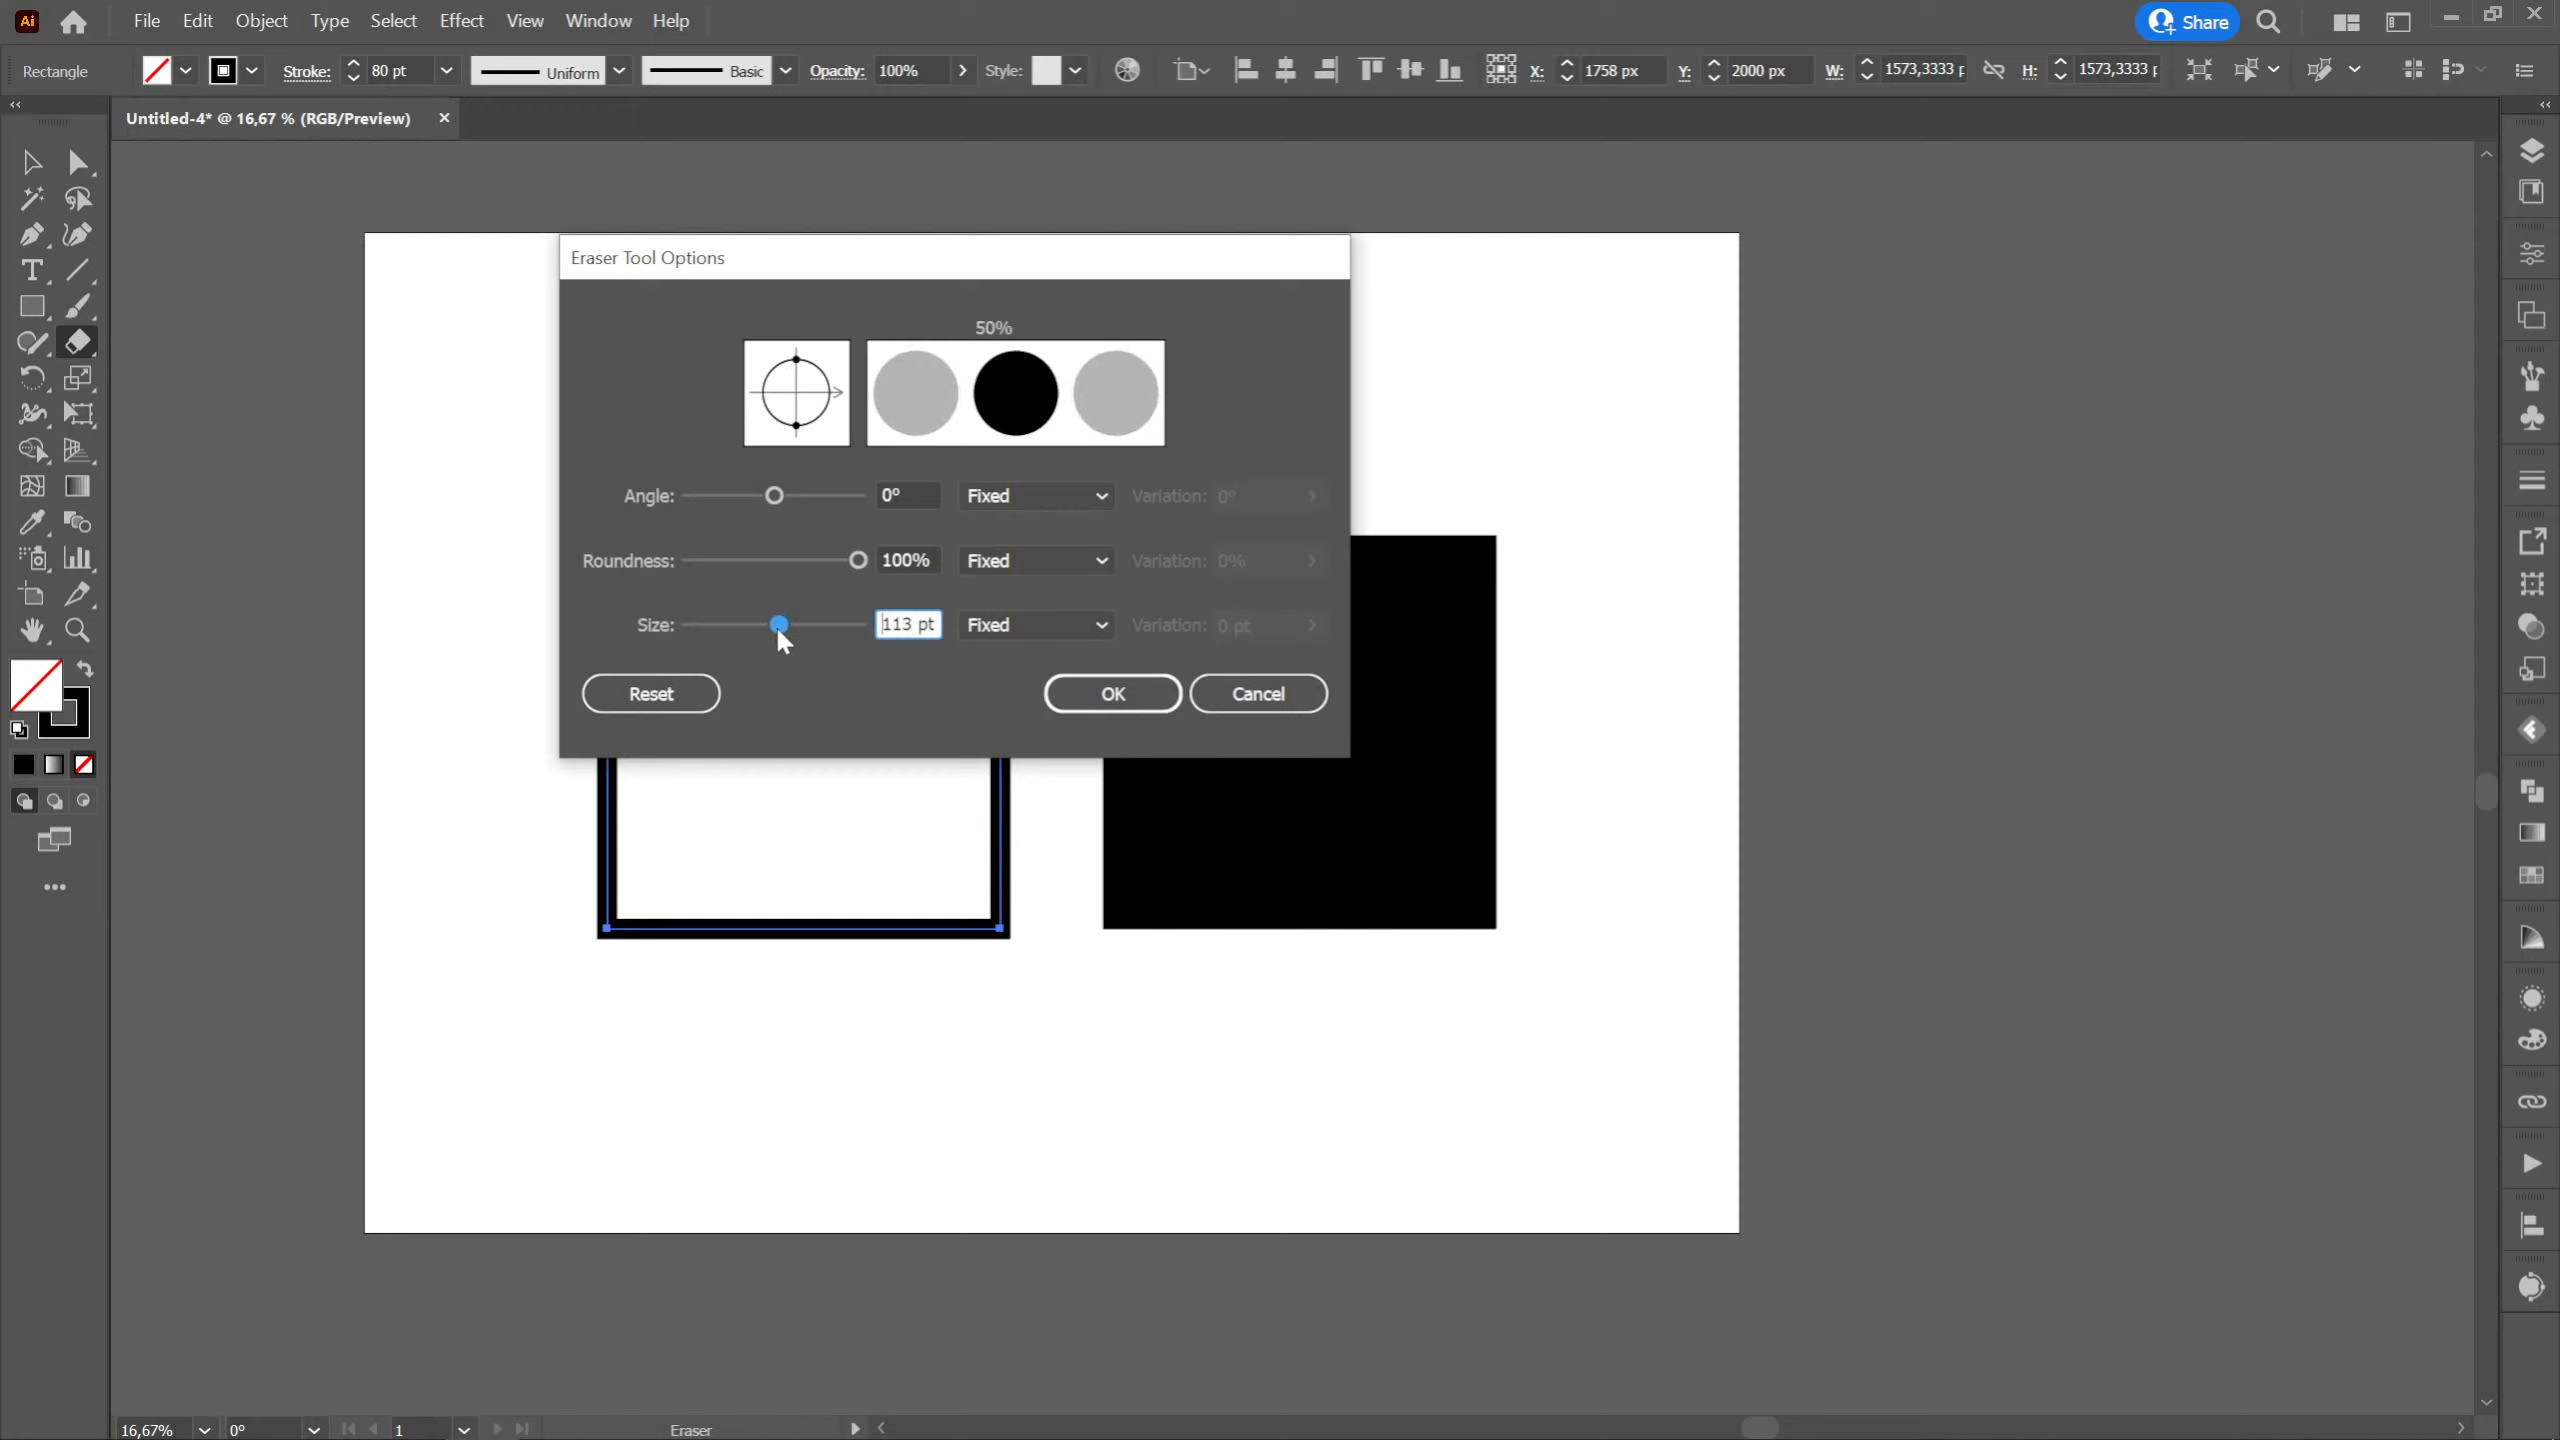 Ai File Edit Object Type Select Effect View Window Help Share
Rectangle Stroke: 80 pt Uniform Basic Opacity: 100% Style: X: 1758 px Y: 2000 px W: 1573,3333 p H: 1573,3333 p
Untitled-4* @ 16,67 % (RGB/Preview)
Eraser Tool Options
50%
Angle: 0° Fixed Variation: 0°
Roundness: 100% Fixed Variation: 0%
Size: 113 pt Fixed Variation: 0 pt
Reset OK Cancel
16,67% 0° 1 Eraser